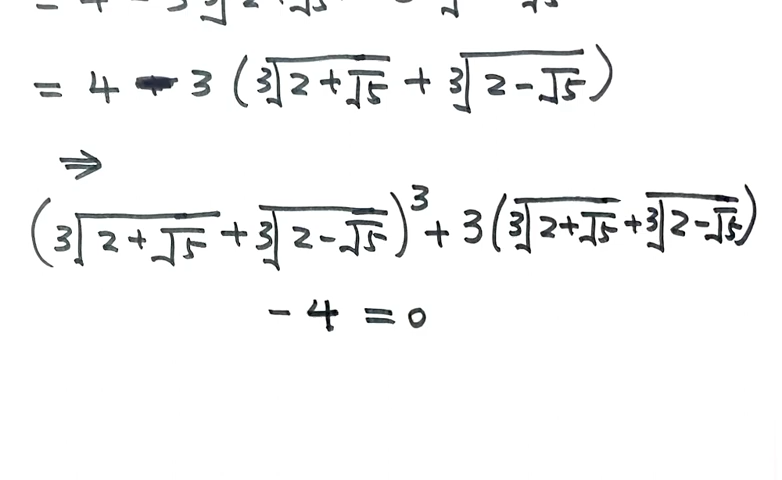 = 4 - 3 (∛(2+√5) + ∛(2-√5))
⇒
(∛(2+√5) + ∛(2-√5))³ + 3(∛(2+√5) + ∛(2-√5))
- 4 = 0